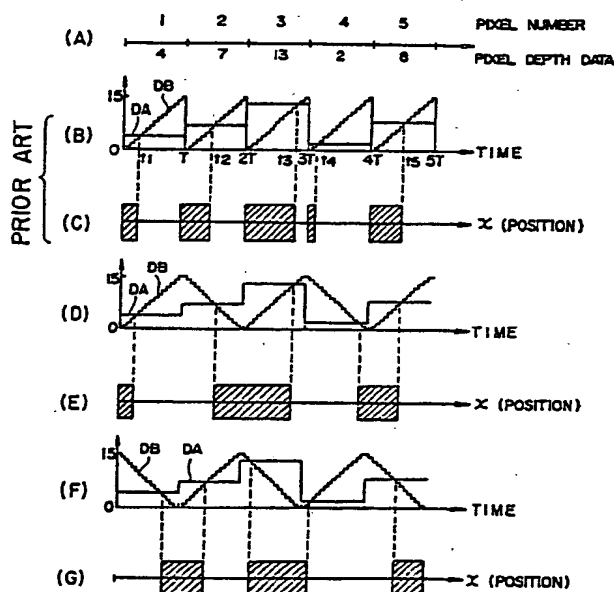 1 2 3 4 5 PIXEL NUMBER
(A)
4 7 13 2 8 PIXEL DEPTH DATA
PRIOR ART
(B) 15 DA DB 0 t1 T t2 2T t3 3T t4 4T t5 5T TIME
(C) x (POSITION)
(D) 15 DA DB 0 TIME
(E) x (POSITION)
(F) 15 DB DA 0 TIME
(G) x (POSITION)